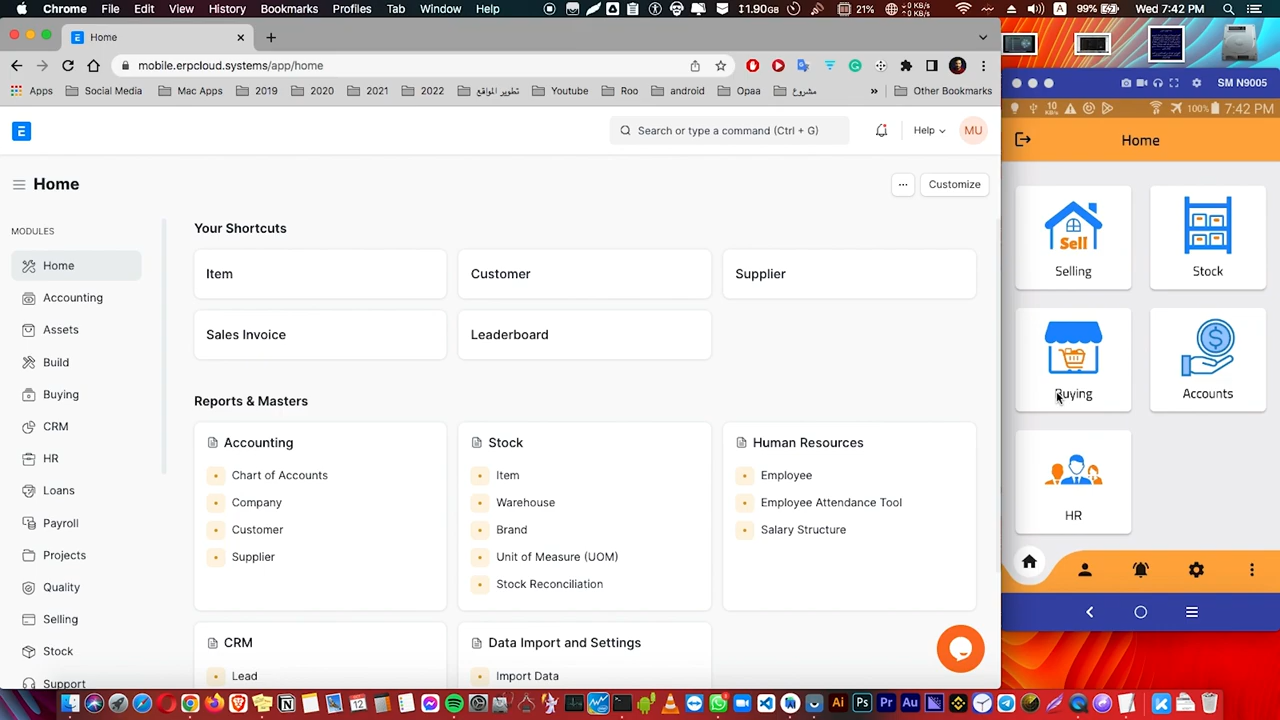 Chrome File Edit View History Bookmarks Profiles Tab Window Help 1.90GB 21% 0 KB/s 0 KB/s A 99% Wed 7:42 PM
Home
mobile.erpcloud.systems/app/home
Apps Social Media Mac Apps 2019 2020 2021 2022 تطوير المواقع Youtube Roo android Opaa مشروع » Other Bookmarks
E Search or type a command (Ctrl + G) Help MU
Home ... Customize
MODULES
Home
Accounting
Assets
Build
Buying
CRM
HR
Loans
Payroll
Projects
Quality
Selling
Stock
Support
Your Shortcuts
Item Customer Supplier
Sales Invoice Leaderboard
Reports & Masters
Accounting
Chart of Accounts
Company
Customer
Supplier
Stock
Item
Warehouse
Brand
Unit of Measure (UOM)
Stock Reconciliation
Human Resources
Employee
Employee Attendance Tool
Salary Structure
CRM
Lead
Data Import and Settings
Import Data
SM N9005
100% 7:42 PM
Home
Sell
Selling Stock
Buying Accounts
HR